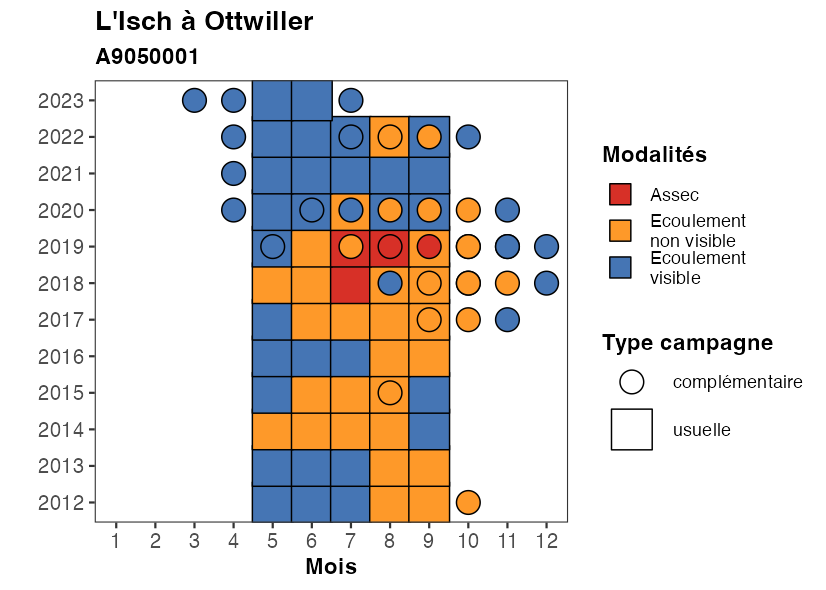 L'Isch à Ottwiller
A9050001
2023
2022
2021
2020
2019
2018
2017
2016
2015
2014
2013
2012
1 2 3 4 5 6 7 8 9 10 11 12
Mois
Modalités
Assec
Ecoulement
non visible
Ecoulement
visible
Type campagne
complémentaire
usuelle